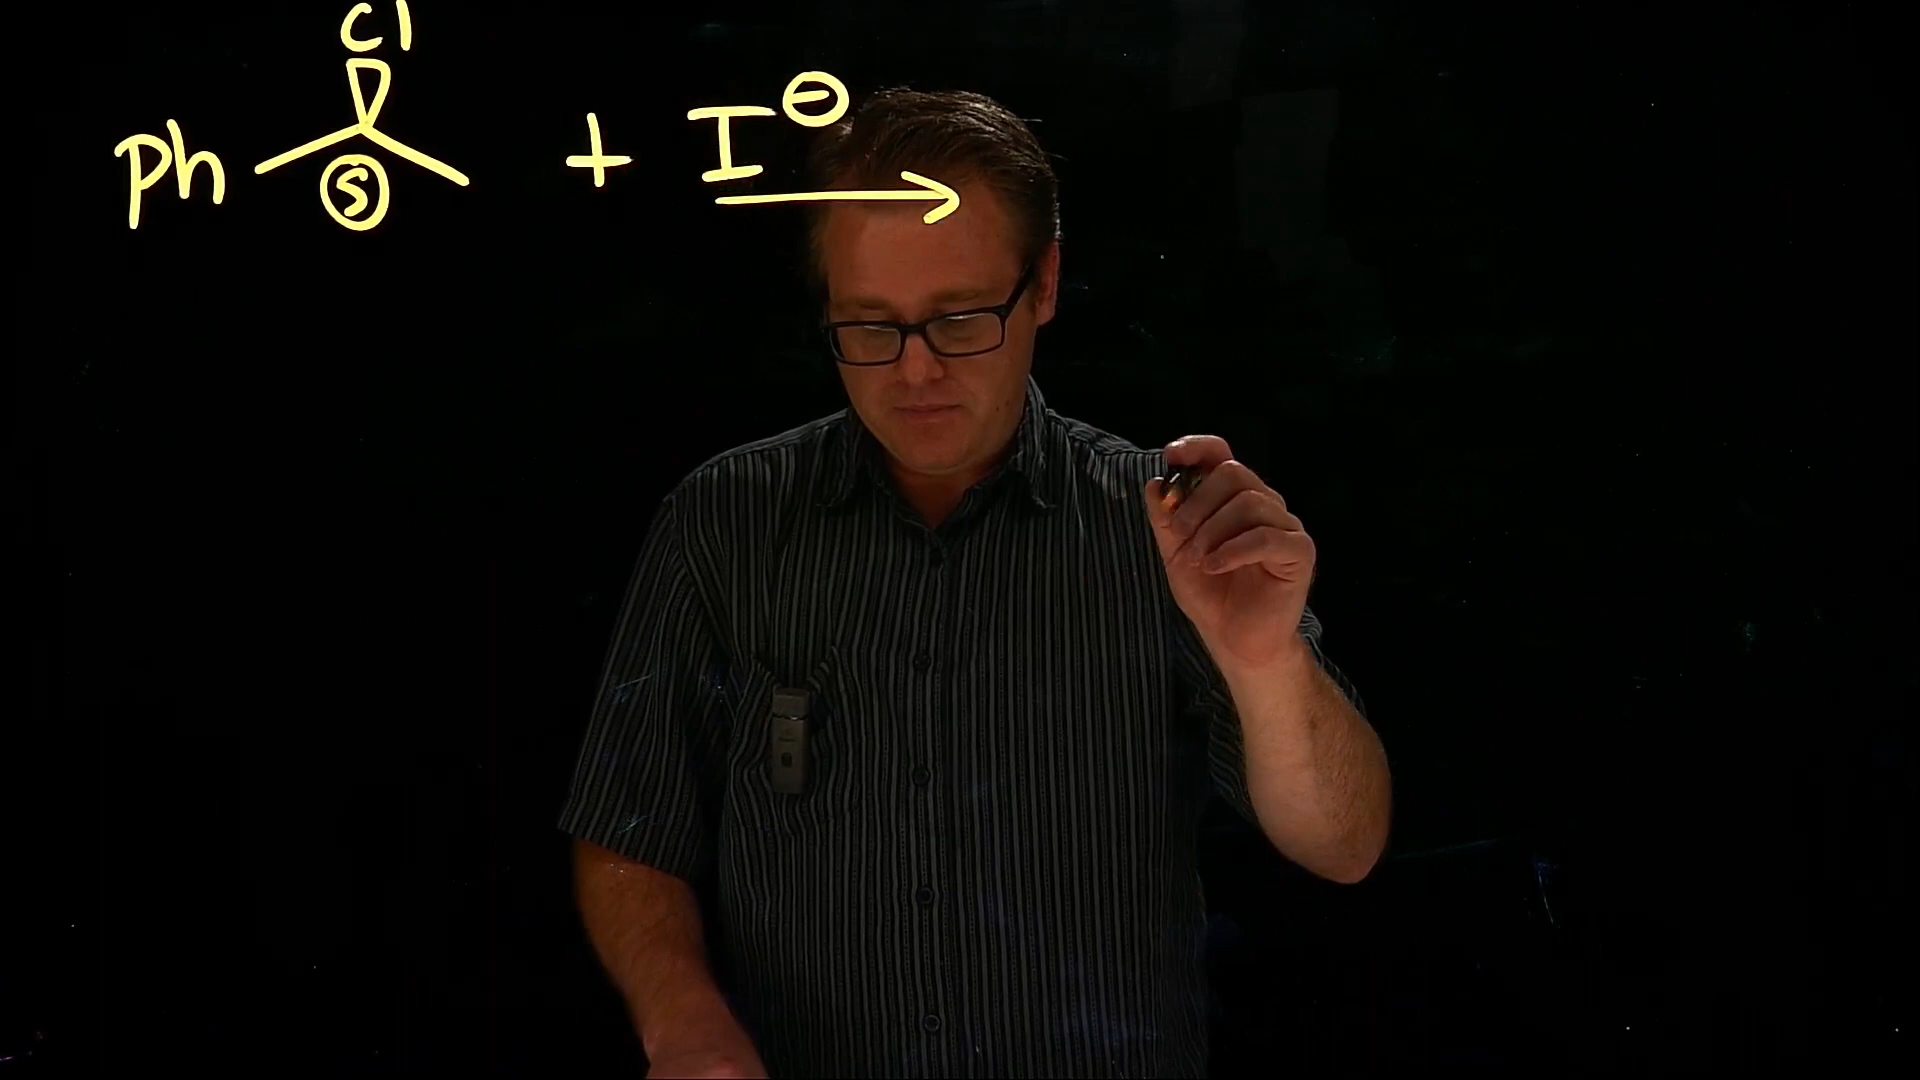 Cl
Ph (S) + I⊖ →